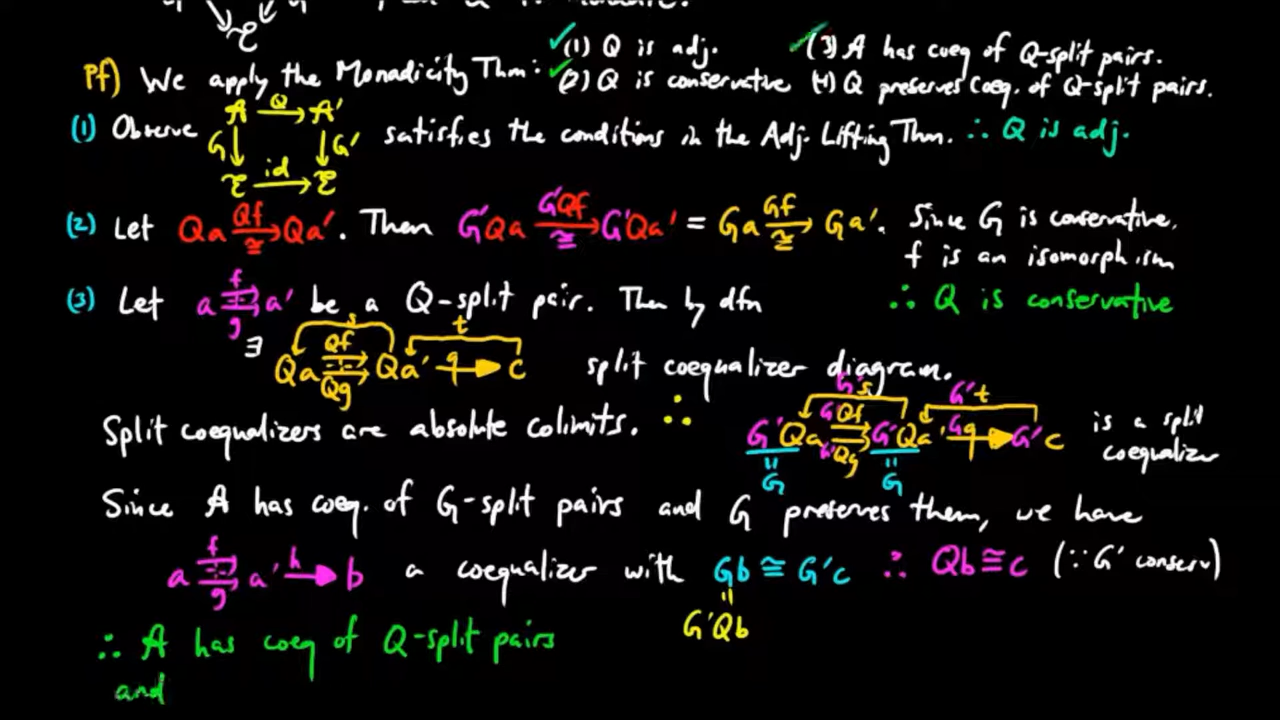 (1) Q is adj. (3) A has coeq of Q-split pairs.
Pf) We apply the Monadicity Thm: (2) Q is conservative (4) Q preserves coeq. of Q-split pairs.
A Q→ A'
(1) Observe G↓ ↓G' satisfies the conditions in the Adj. Lifting Thm. ∴ Q is adj.
id→
(2) Let Qa Qf→≅ Qa'. Then G'Qa G'Qf→≅ G'Qa' = Ga Gf→≅ Ga'. Since G is conservative,
f is an isomorphism
(3) Let a f⇉g a' be a Q-split pair. Then by dfn ∴ Q is conservative
∃ s t
Qa Qf⇉Qg Qa' q→ c split coequalizer diagram.
G's G't
Split coequalizers are absolute colimits. ∴ G'Qa G'Qf⇉G'Qg G'Qa' Gq→ G'c is a split
coequalizer
= G = G
Since A has coeq. of G-split pairs and G preserves them, we have
a f⇉g a' h→ b a coequalizer with Gb ≅ G'c ∴ Qb ≅ c (∵ G' conserv)
= G'Qb
∴ A has coeq of Q-split pairs
and